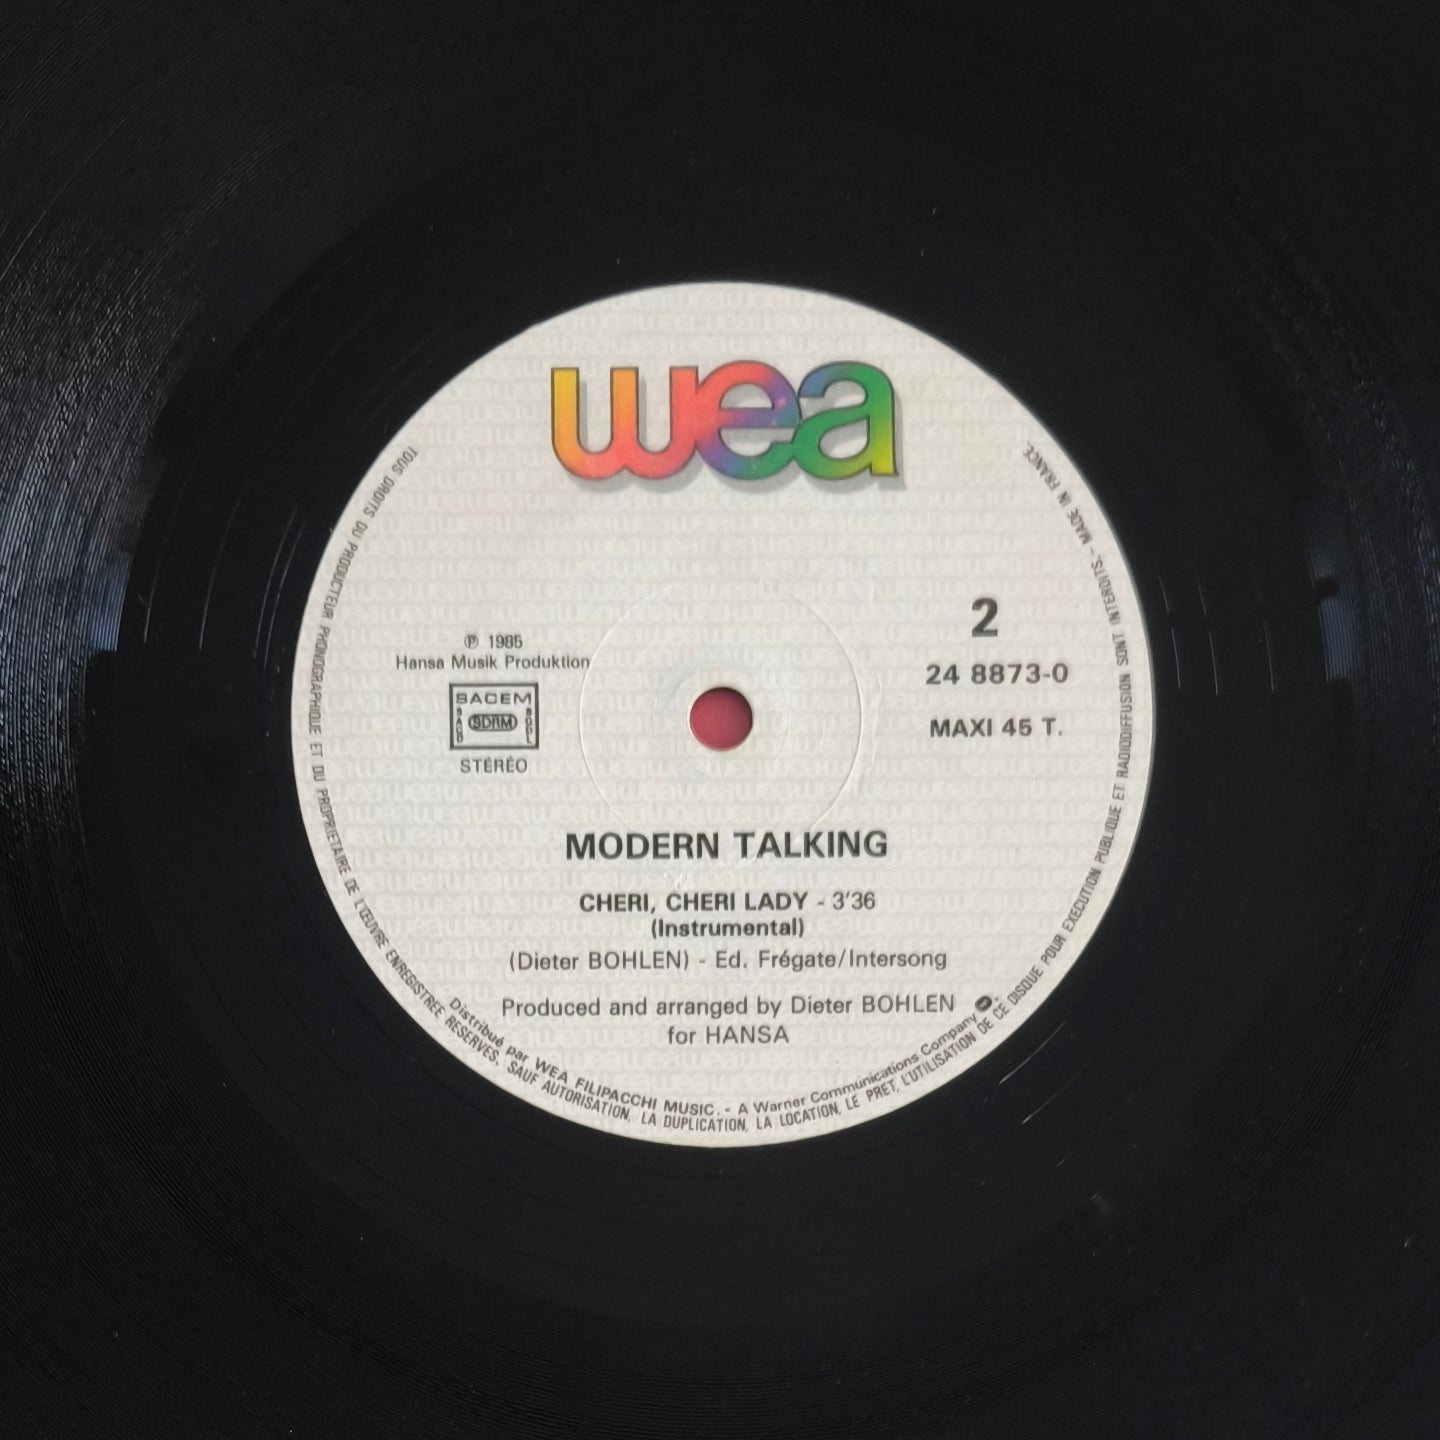 wea
2
24 8873-0
MAXI 45 T.
℗ 1985
Hansa Musik Produktion
SACEM
SACD SDRM SGDL
STÉRÉO
MODERN TALKING
CHERI, CHERI LADY - 3'36
(Instrumental)
(Dieter BOHLEN) - Ed. Frégate/Intersong
Produced and arranged by Dieter BOHLEN
for HANSA
Distribué par WEA FILIPACCHI MUSIC. - A Warner Communications Company
TOUS DROITS DU PRODUCTEUR PHONOGRAPHIQUE ET DU PROPRIETAIRE DE L'ŒUVRE ENREGISTREE RESERVES. SAUF AUTORISATION, LA DUPLICATION, LA LOCATION, LE PRET, L'UTILISATION DE CE DISQUE POUR EXECUTION PUBLIQUE ET RADIODIFFUSION SONT INTERDITS. - MADE IN FRANCE.